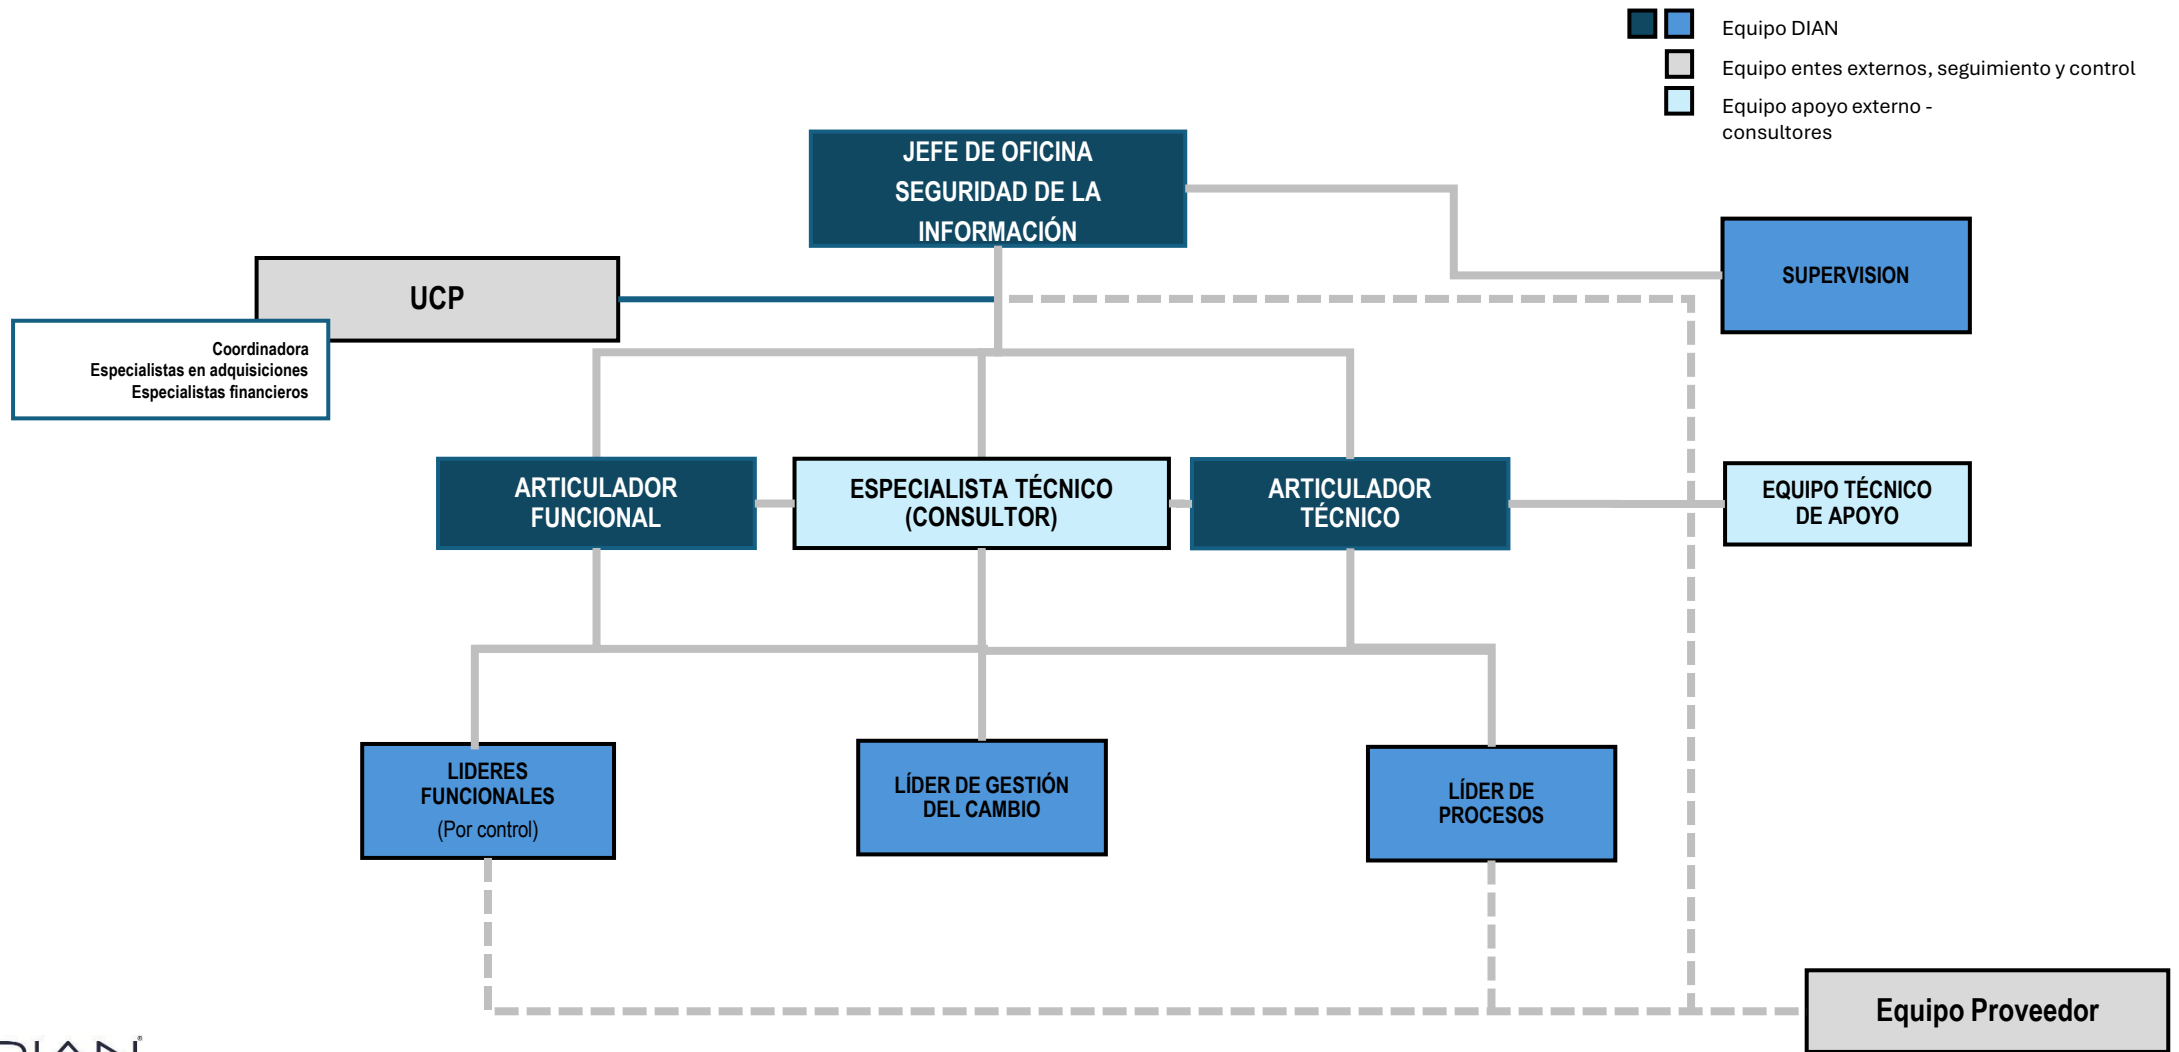 Equipo DIAN
Equipo entes externos, seguimiento y control
Equipo apoyo externo -
consultores
JEFE DE OFICINA
SEGURIDAD DE LA
INFORMACIÓN
SUPERVISION
UCP
Coordinadora
Especialistas en adquisiciones
Especialistas financieros
ARTICULADOR
FUNCIONAL
ESPECIALISTA TÉCNICO
(CONSULTOR)
ARTICULADOR
TÉCNICO
EQUIPO TÉCNICO
DE APOYO
LIDERES
FUNCIONALES
(Por control)
LÍDER DE GESTIÓN
DEL CAMBIO
LÍDER DE
PROCESOS
Equipo Proveedor
DIAN